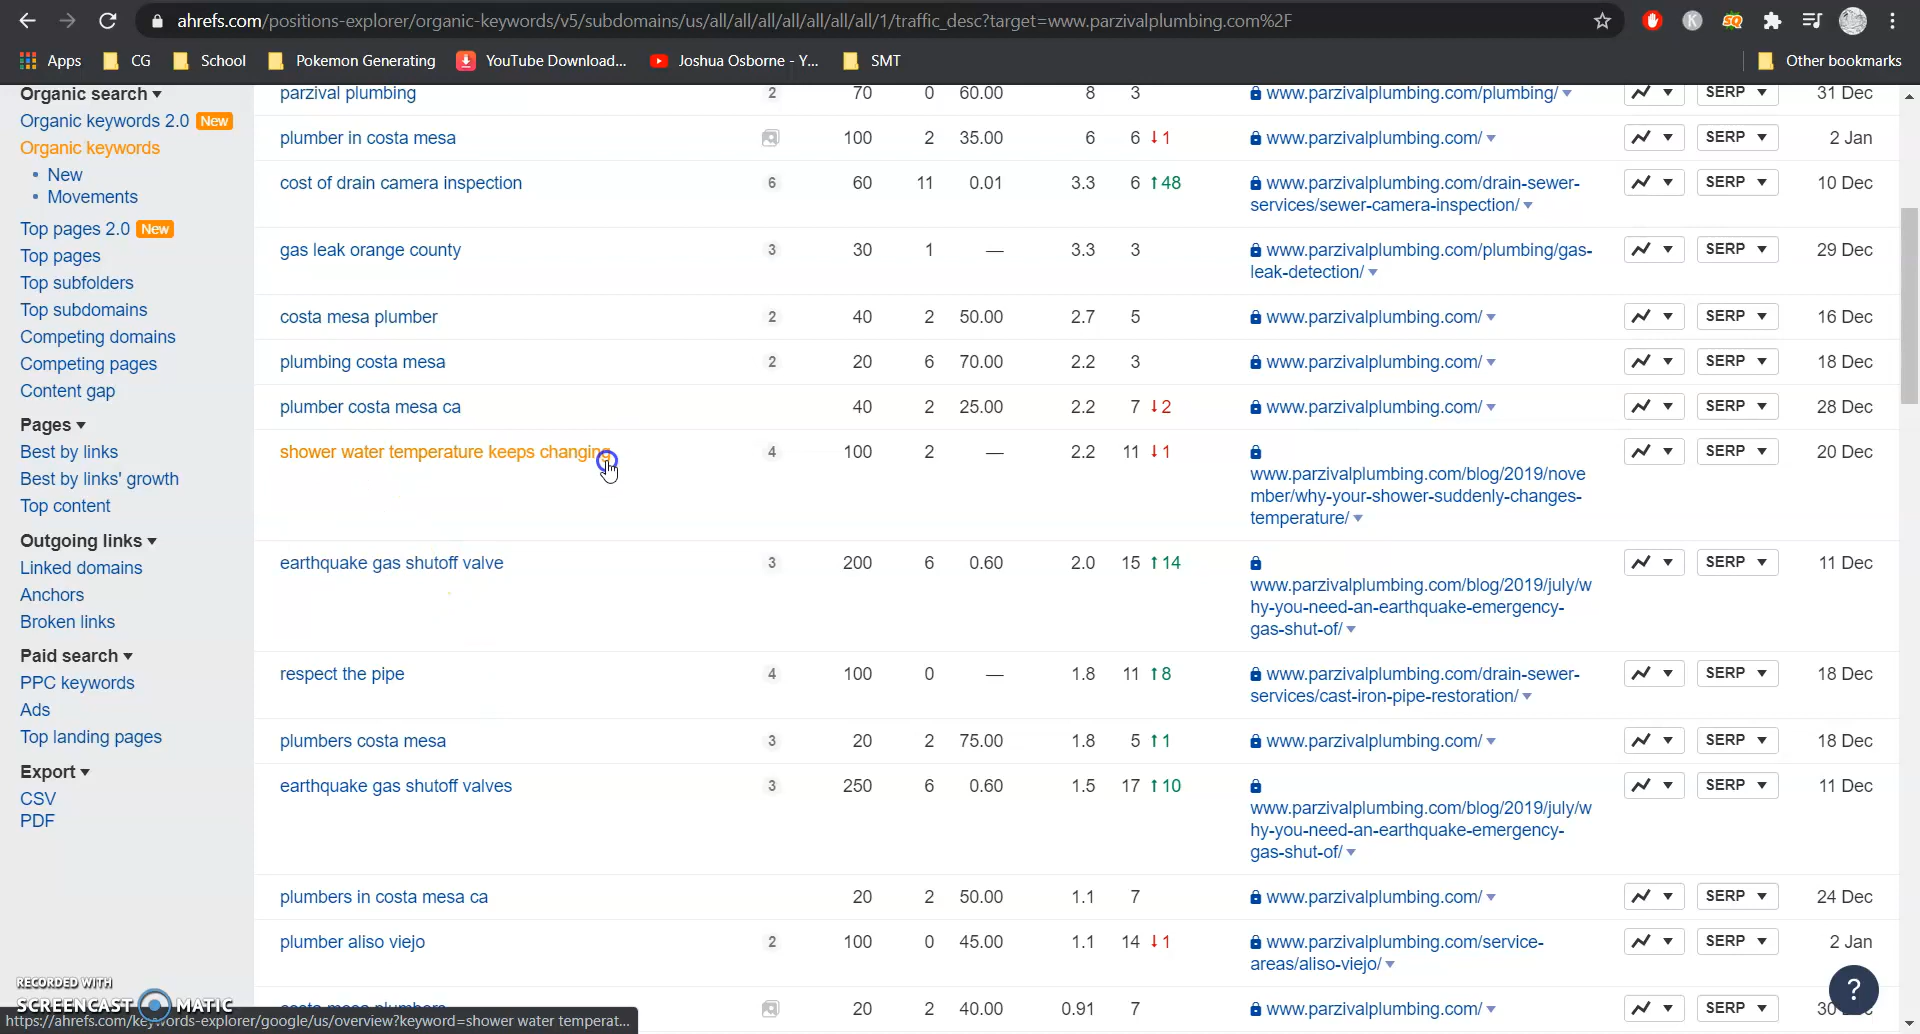 ahrefs.com/positions-explorer/organic-keywords/v5/subdomains/us/all/all/all/all/all/all/all/1/traffic_desc?target=www.parzivalplumbing.com%2F
Apps CG School Pokemon Generating YouTube Download... Joshua Osborne - Y... SMT Other bookmarks
Organic search
Organic keywords 2.0 New
Organic keywords
• New
• Movements
Top pages 2.0 New
Top pages
Top subfolders
Top subdomains
Competing domains
Competing pages
Content gap
Pages
Best by links
Best by links' growth
Top content
Outgoing links
Linked domains
Anchors
Broken links
Paid search
PPC keywords
Ads
Top landing pages
Export
CSV
PDF
parzival plumbing 2 70 0 60.00 8 3 www.parzivalplumbing.com/plumbing/ SERP 31 Dec
plumber in costa mesa 100 2 35.00 6 6 ↓1 www.parzivalplumbing.com/ SERP 2 Jan
cost of drain camera inspection 6 60 11 0.01 3.3 6 ↑48 www.parzivalplumbing.com/drain-sewer- SERP 10 Dec
services/sewer-camera-inspection/
gas leak orange county 3 30 1 — 3.3 3 www.parzivalplumbing.com/plumbing/gas- SERP 29 Dec
leak-detection/
costa mesa plumber 2 40 2 50.00 2.7 5 www.parzivalplumbing.com/ SERP 16 Dec
plumbing costa mesa 2 20 6 70.00 2.2 3 www.parzivalplumbing.com/ SERP 18 Dec
plumber costa mesa ca 40 2 25.00 2.2 7 ↓2 www.parzivalplumbing.com/ SERP 28 Dec
shower water temperature keeps changing 4 100 2 — 2.2 11 ↓1 SERP 20 Dec
www.parzivalplumbing.com/blog/2019/nove
mber/why-your-shower-suddenly-changes-
temperature/
earthquake gas shutoff valve 3 200 6 0.60 2.0 15 ↑14 SERP 11 Dec
www.parzivalplumbing.com/blog/2019/july/w
hy-you-need-an-earthquake-emergency-
gas-shut-of/
respect the pipe 4 100 0 — 1.8 11 ↑8 www.parzivalplumbing.com/drain-sewer- SERP 18 Dec
services/cast-iron-pipe-restoration/
plumbers costa mesa 3 20 2 75.00 1.8 5 ↑1 www.parzivalplumbing.com/ SERP 18 Dec
earthquake gas shutoff valves 3 250 6 0.60 1.5 17 ↑10 SERP 11 Dec
www.parzivalplumbing.com/blog/2019/july/w
hy-you-need-an-earthquake-emergency-
gas-shut-of/
plumbers in costa mesa ca 20 2 50.00 1.1 7 www.parzivalplumbing.com/ SERP 24 Dec
plumber aliso viejo 2 100 0 45.00 1.1 14 ↓1 www.parzivalplumbing.com/service- SERP 2 Jan
areas/aliso-viejo/
costa mesa plumbers 20 2 40.00 0.91 7 www.parzivalplumbing.com/ SERP 30
?
RECORDED WITH
SCREENCAST MATIC
https://ahrefs.com/keywords-explorer/google/us/overview?keyword=shower water temperat...